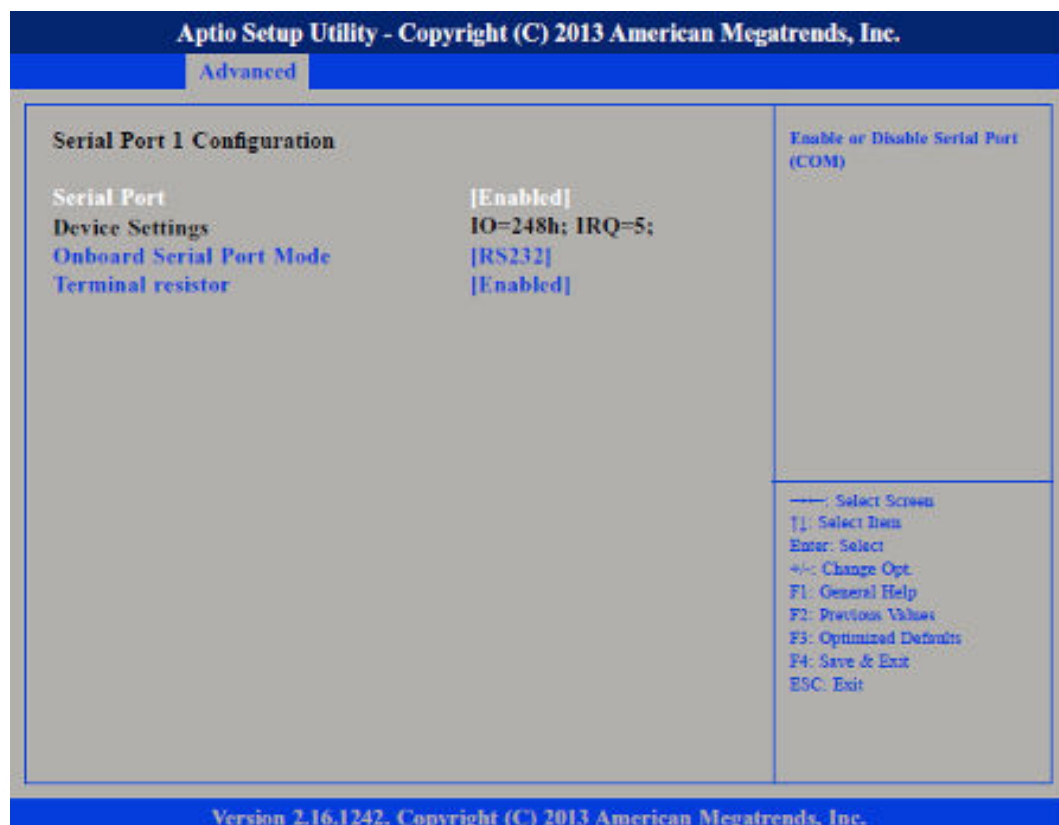 Aptio Setup Utility - Copyright (C) 2013 American Megatrends, Inc.
Advanced
Serial Port 1 Configuration
Serial Port [Enabled]
Device Settings IO=248h; IRQ=5;
Onboard Serial Port Mode [RS232]
Terminal resistor [Enabled]
Enable or Disable Serial Port
(COM)
→←: Select Screen
↑↓: Select Item
Enter: Select
+/-: Change Opt.
F1: General Help
F2: Previous Values
F3: Optimized Defaults
F4: Save & Exit
ESC: Exit
Version 2.16.1242. Copyright (C) 2013 American Megatrends, Inc.